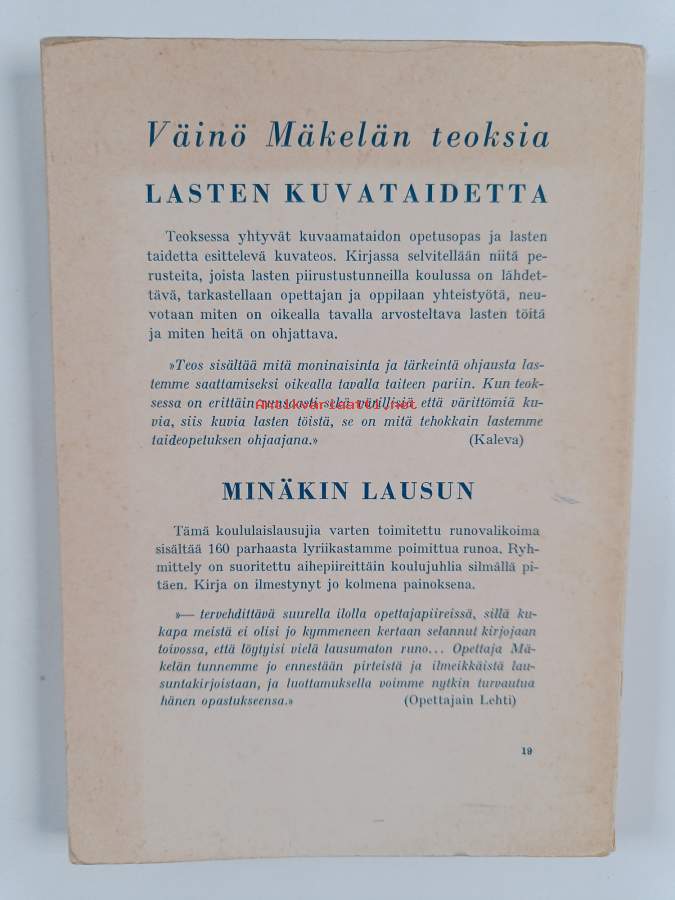 Väinö Mäkelän teoksia
LASTEN KUVATAIDETTA
Teoksessa yhtyvät kuvaamataidon opetusopas ja lasten
taidetta esittelevä kuvateos. Kirjassa selvitellään niitä pe-
rusteita, joista lasten piirustustunneilla koulussa on lähdet-
tävä, tarkastellaan opettajan ja oppilaan yhteistyötä, neu-
votaan miten on oikealla tavalla arvosteltava lasten töitä
ja miten heitä on ohjattava.
»Teos sisältää mitä moninaisinta ja tärkeintä ohjausta las-
temme saattamiseksi oikealla tavalla taiteen pariin. Kun teok-
sessa on erittäin runsaasti sekä värillisiä että värittömiä ku-
Antikvariaatti.net
via, siis kuvia lasten töistä, se on mitä tehokkain lastemme
taideopetuksen ohjaajana.» (Kaleva)
MINÄKIN LAUSUN
Tämä koululaislausujia varten toimitettu runovalikoima
sisältää 160 parhaasta lyriikastamme poimittua runoa. Ryh-
mittely on suoritettu aihepiireittäin koulujuhlia silmällä pi-
täen. Kirja on ilmestynyt jo kolmena painoksena.
»— tervehdittävä suurella ilolla opettajapiireissä, sillä ku-
kapa meistä ei olisi jo kymmeneen kertaan selannut kirjojaan
toivossa, että löytyisi vielä lausumaton runo... Opettaja Mä-
kelän tunnemme jo ennestään pirteistä ja ilmeikkäistä lau-
suntakirjoistaan, ja luottamuksella voimme nytkin turvautua
hänen opastukseensa.» (Opettajain Lehti)
19